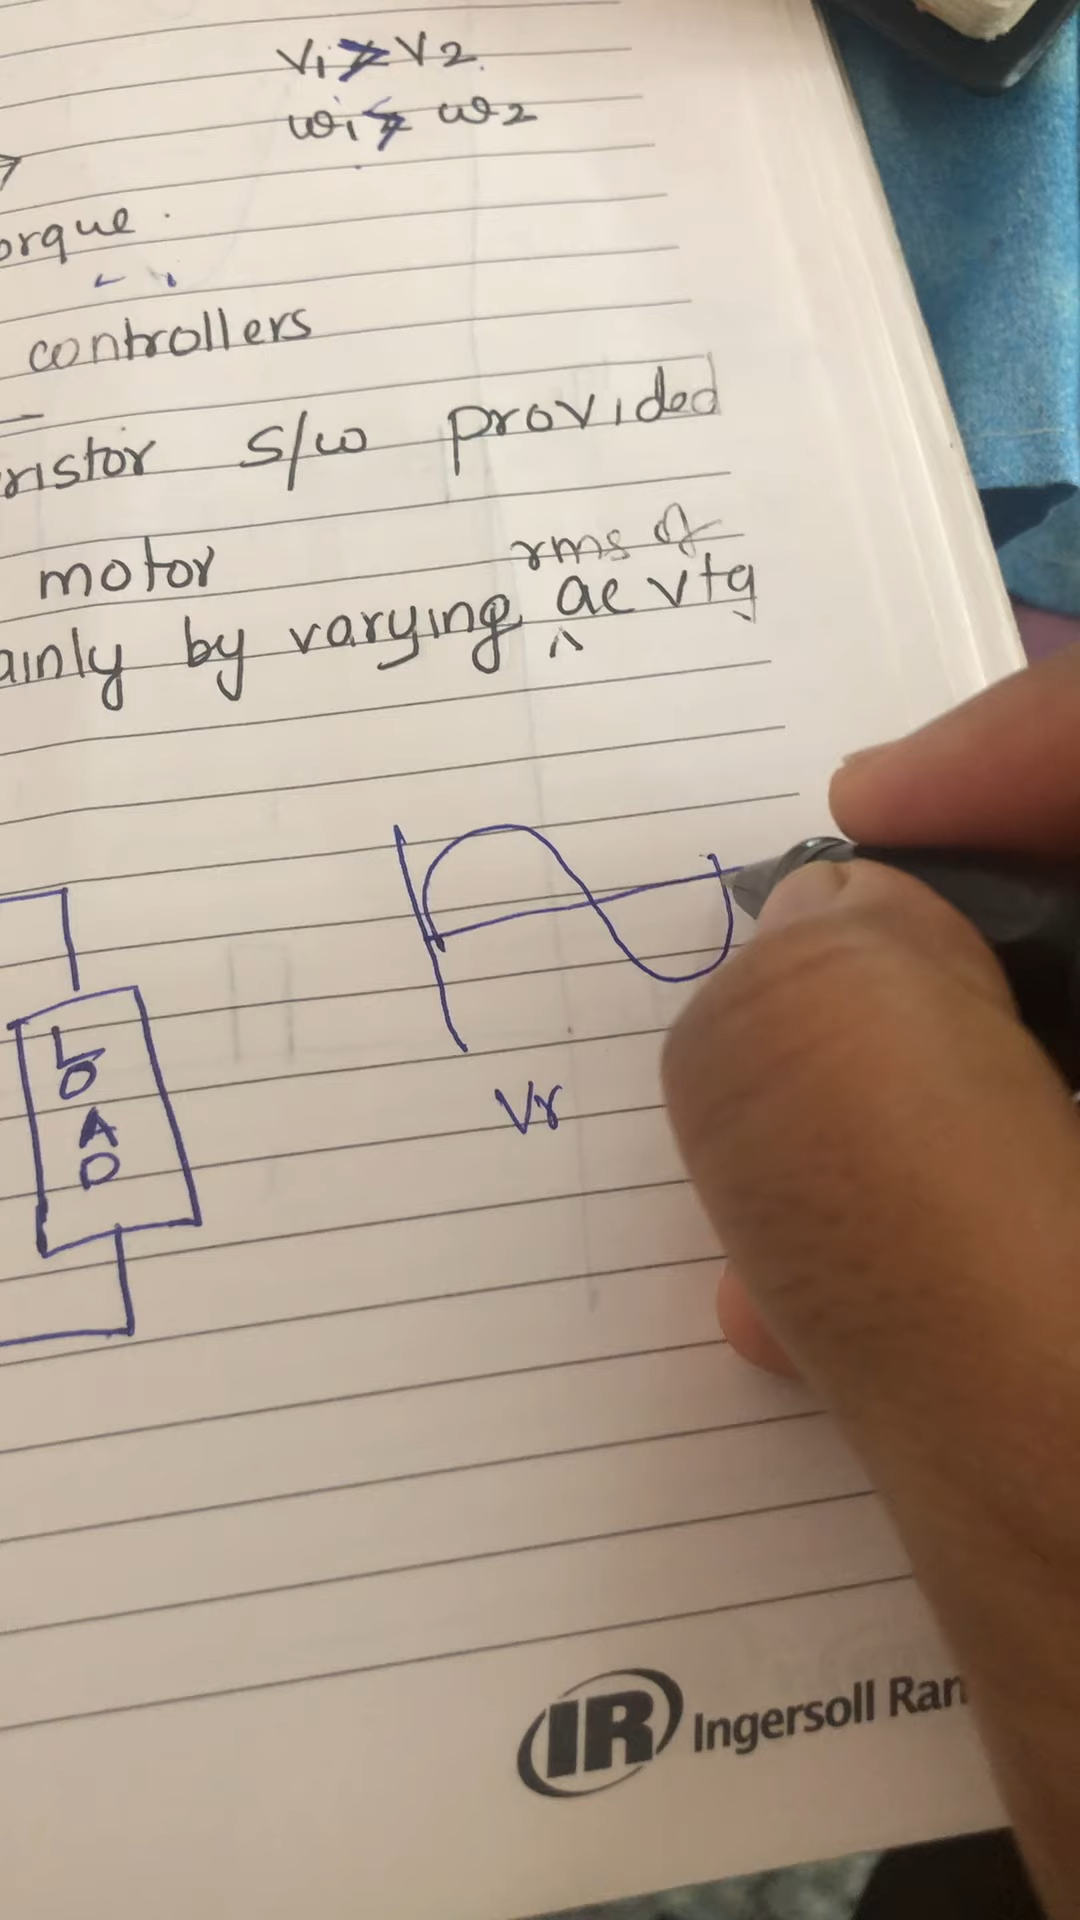 V1 > V2
ω1 > ω2
orque.
controllers
ristor s/w provided
motor rms of
ainly by varying ^ ac vtg
LOAD
Vr
IR Ingersoll Ran